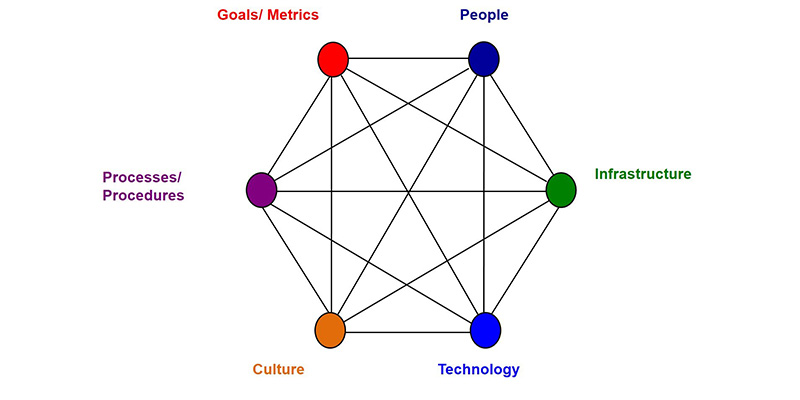 Goals/ Metrics
People
Processes/
Procedures
Infrastructure
Culture
Technology